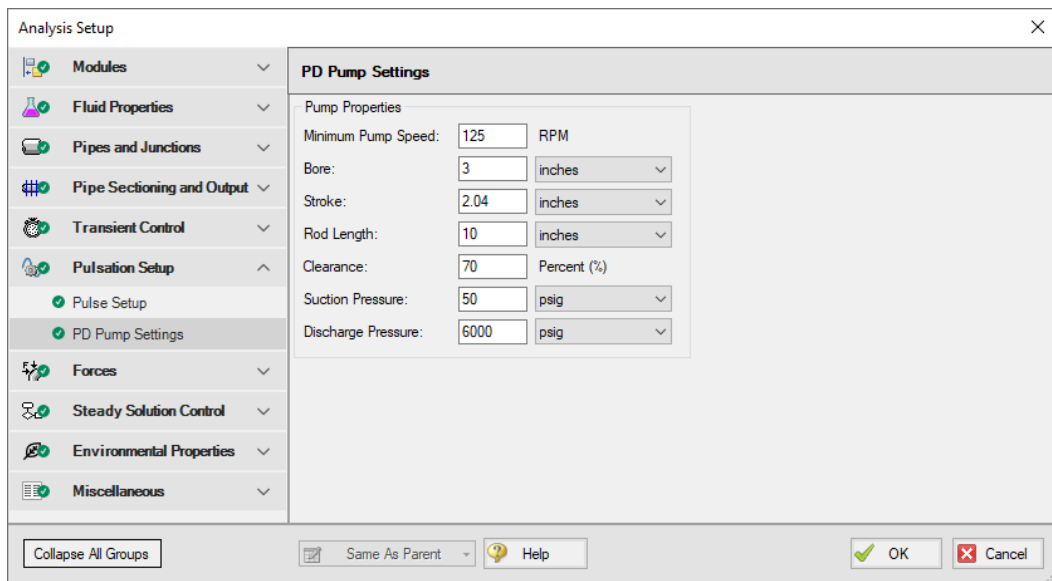 Analysis Setup
Modules
Fluid Properties
Pipes and Junctions
Pipe Sectioning and Output
Transient Control
Pulsation Setup
Pulse Setup
PD Pump Settings
Forces
Steady Solution Control
Environmental Properties
Miscellaneous
PD Pump Settings
Pump Properties
Minimum Pump Speed: 125 RPM
Bore: 3 inches
Stroke: 2.04 inches
Rod Length: 10 inches
Clearance: 70 Percent (%)
Suction Pressure: 50 psig
Discharge Pressure: 6000 psig
Collapse All Groups
Same As Parent
Help
OK
Cancel